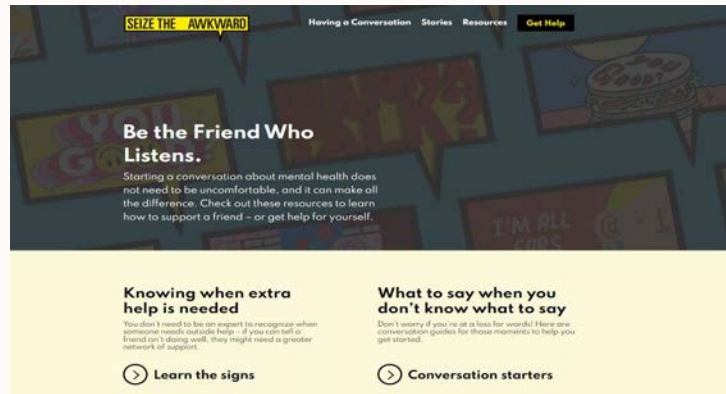 SEIZE THE AWKWARD
Having a Conversation Stories Resources Get Help
YOU GOOD?
YOU GOOD?
I'M ALL
EARS
Be the Friend Who
Listens.
Starting a conversation about mental health does
not need to be uncomfortable, and it can make all
the difference. Check out these resources to learn
how to support a friend – or get help for yourself.
Knowing when extra
help is needed
You don't need to be an expert to recognize when
someone needs outside help – if you can tell a
friend isn't doing well, they might need a greater
network of support.
Learn the signs
What to say when you
don't know what to say
Don't worry if you're at a loss for words! Here are
conversation guides for those moments to help you
get started.
Conversation starters